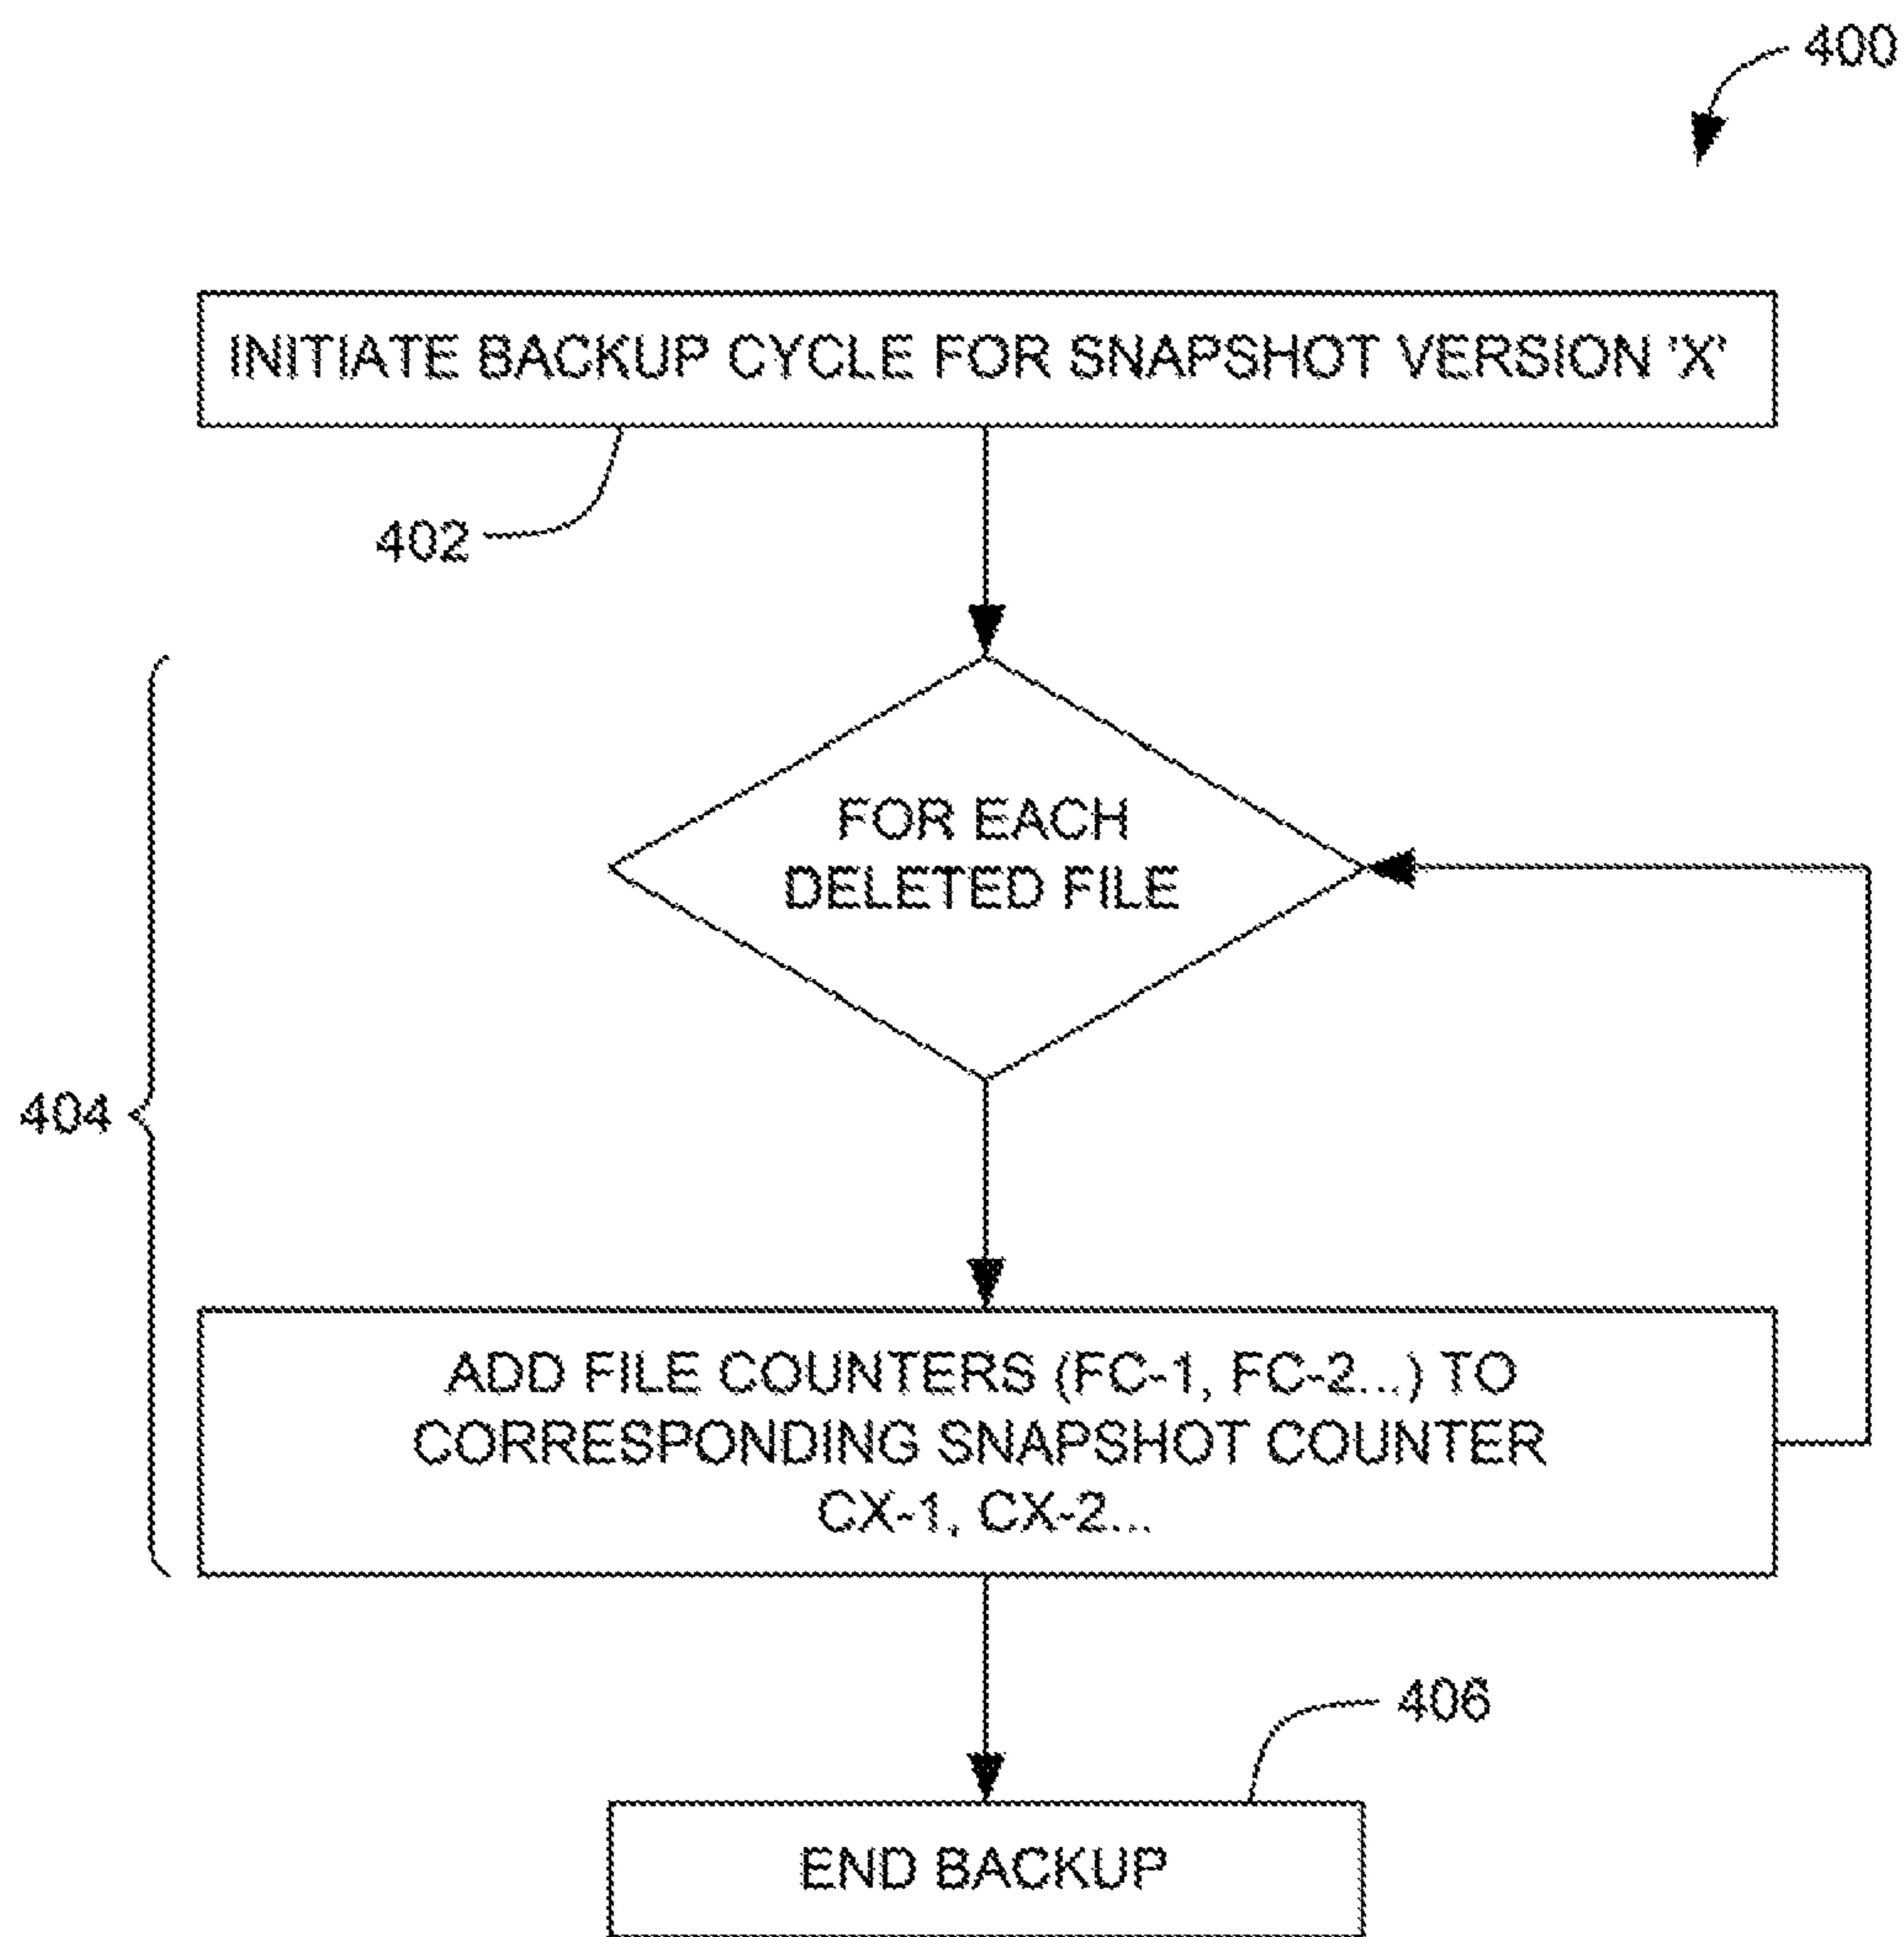 400
INITIATE BACKUP CYCLE FOR SNAPSHOT VERSION 'X'
402
FOR EACH
DELETED FILE
404
ADD FILE COUNTERS (FC-1, FC-2...) TO
CORRESPONDING SNAPSHOT COUNTER
CX-1, CX-2...
406
END BACKUP